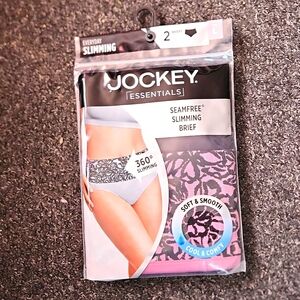 EVERYDAY
SLIMMING
2
L
JOCKEY®
[ESSENTIALS]
SEAMFREE®
SLIMMING
BRIEF
360°
SLIMMING
SOFT & SMOOTH
COOL & COMFY